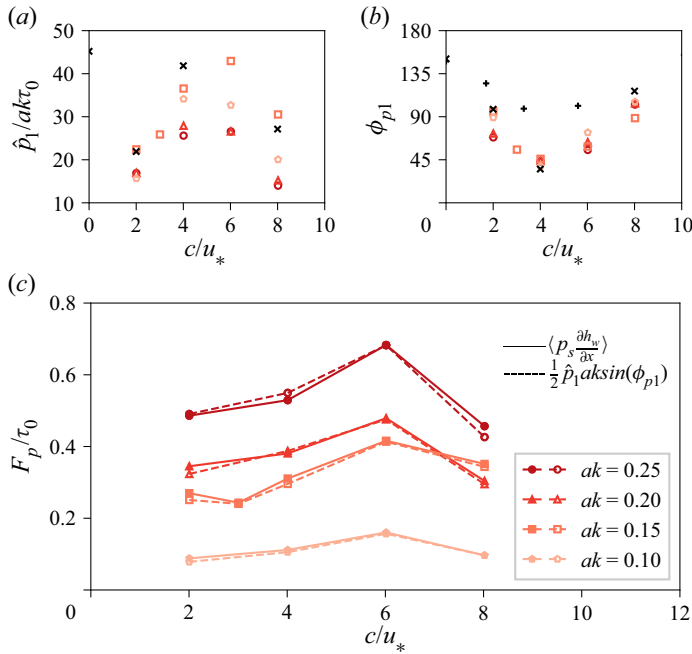 (a)
50
40
30
20
10
p̂₁/akτ₀
0 2 4 6 8 10
c/u*
(b)
180
135
90
45
ϕp1
0 2 4 6 8 10
c/u*
(c)
0.8
0.6
0.4
0.2
0
Fp/τ₀
⟨ps ∂hw/∂x⟩
1/2 p̂₁aksin(ϕp1)
ak = 0.25
ak = 0.20
ak = 0.15
ak = 0.10
2 4 6 8 10 12
c/u*